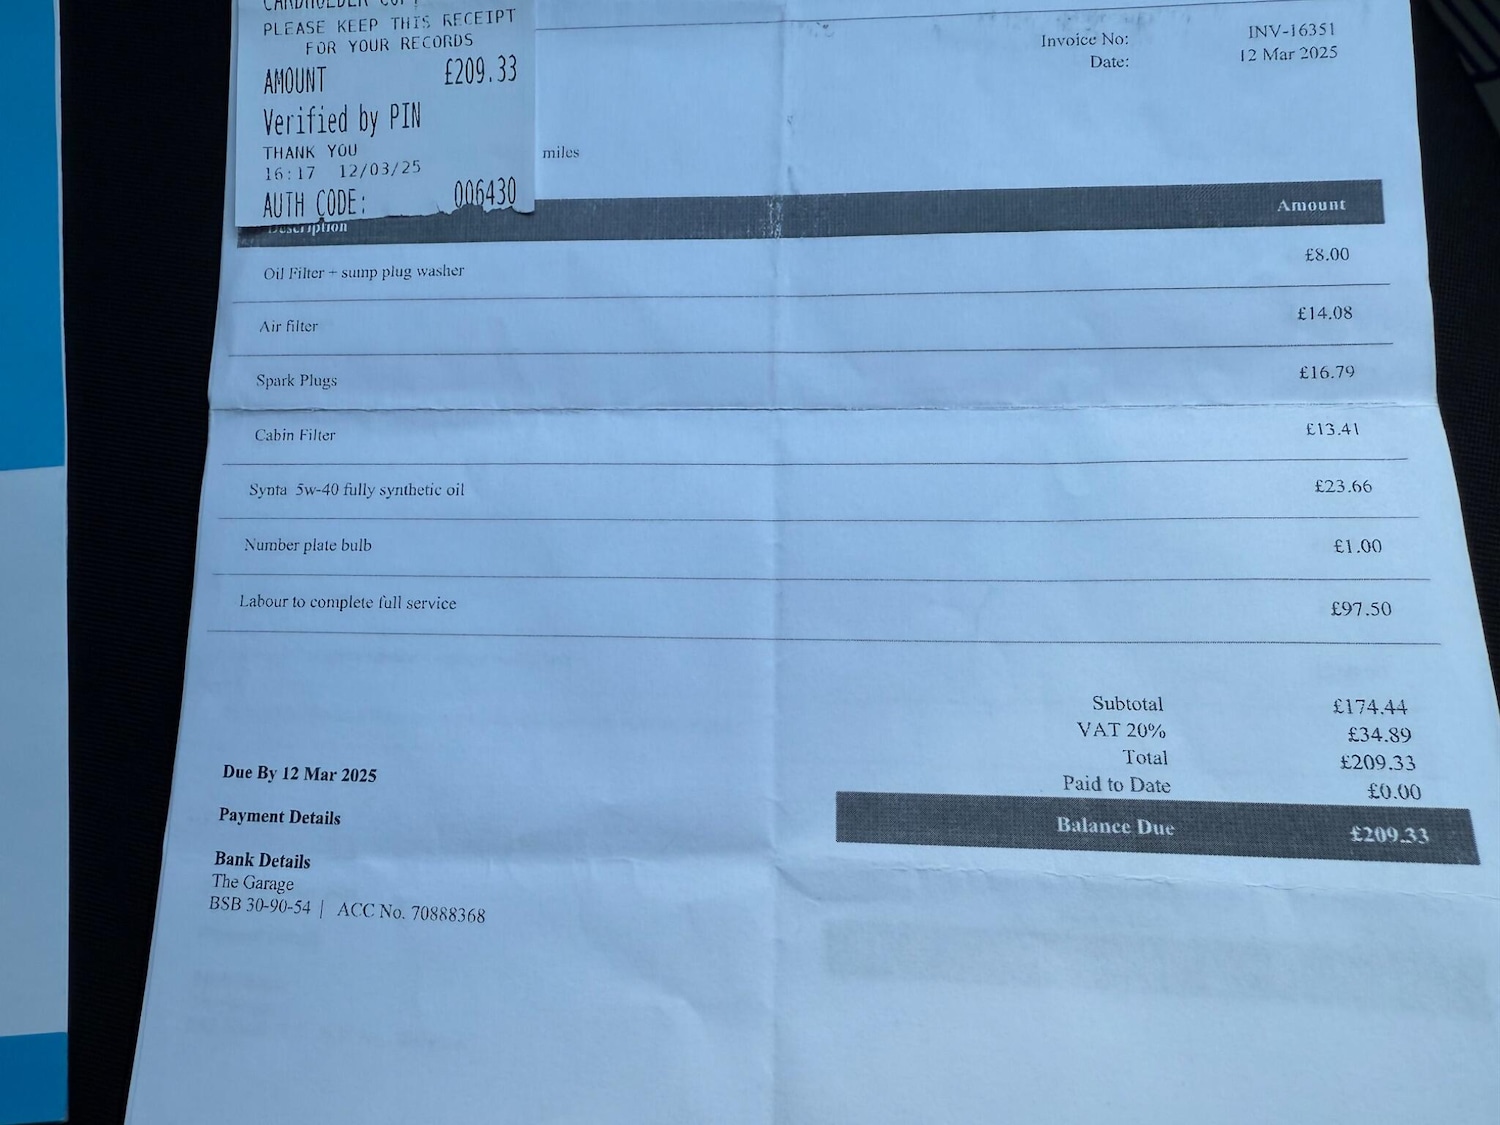 CARDHOLDER COPY
PLEASE KEEP THIS RECEIPT
FOR YOUR RECORDS
AMOUNT £209.33
Verified by PIN
THANK YOU
16:17 12/03/25
AUTH CODE: 006430
Invoice No: INV-16351
Date: 12 Mar 2025
miles
Description Amount
Oil Filter + sump plug washer £8.00
Air filter £14.08
Spark Plugs £16.79
Cabin Filter £13.41
Synta 5w-40 fully synthetic oil £23.66
Number plate bulb £1.00
Labour to complete full service £97.50
Subtotal £174.44
VAT 20% £34.89
Total £209.33
Paid to Date £0.00
Balance Due £209.33
Due By 12 Mar 2025
Payment Details
Bank Details
The Garage
BSB 30-90-54 | ACC No. 70888368